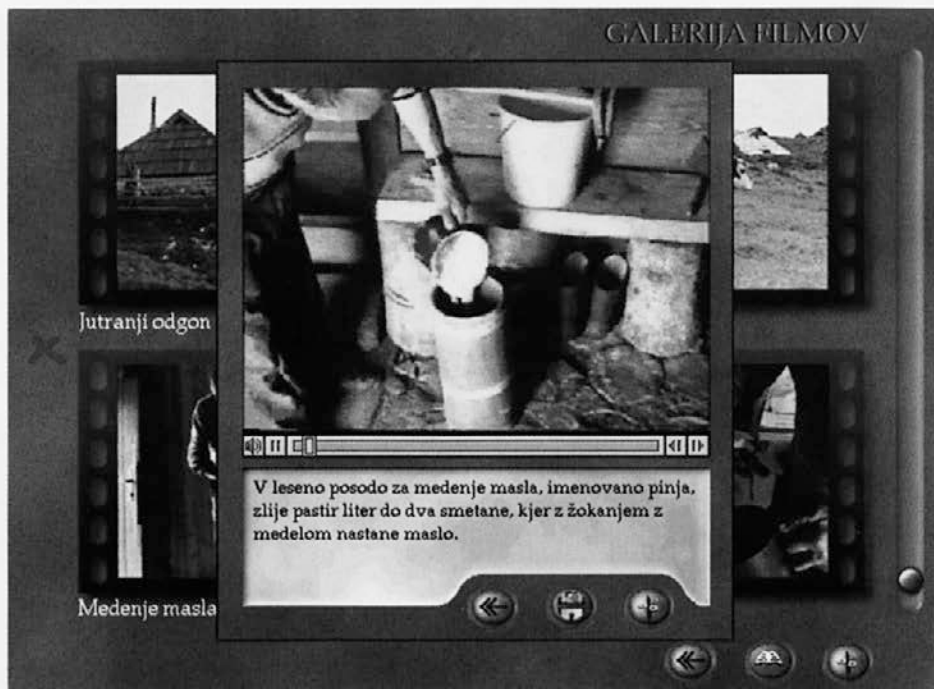 GALERIJA FILMOV
Jutranji odgon
V leseno posodo za medenje masla, imenovano pinja,
zlije pastir liter do dva smetane, kjer z žokanjem z
medelom nastane maslo.
Medenje masla